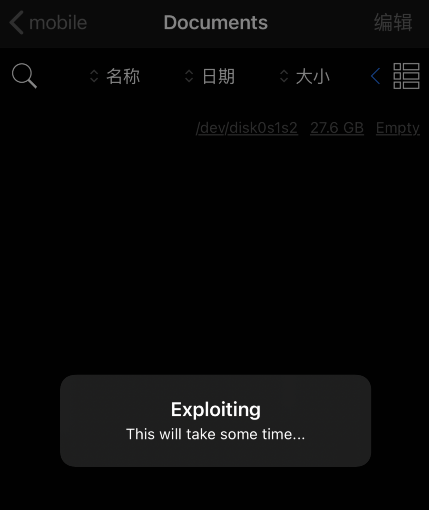 mobile Documents 编辑
名称 日期 大小
/dev/disk0s1s2 27.6 GB Empty
Exploiting
This will take some time...